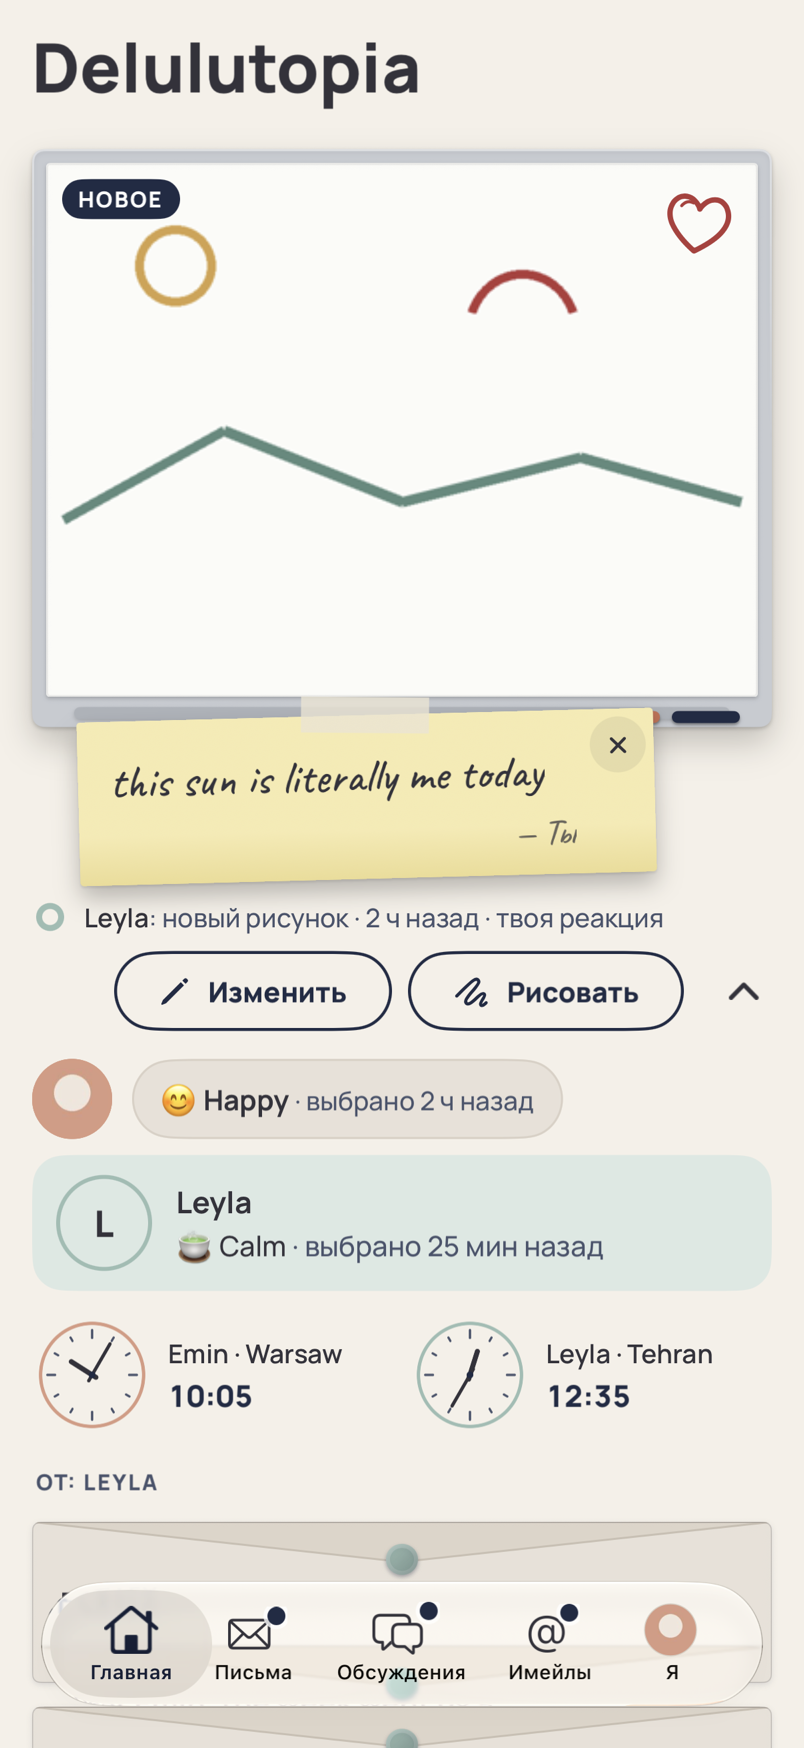 Delulutopia
НОВОЕ
this sun is literally me today
— Ты
Leyla: новый рисунок · 2 ч назад · твоя реакция
Изменить
Рисовать
😊 Happy · выбрано 2 ч назад
L
Leyla
🍵 Calm · выбрано 25 мин назад
Emin · Warsaw
10:05
Leyla · Tehran
12:35
ОТ: LEYLA
Главная
Письма
Обсуждения
Имейлы
Я